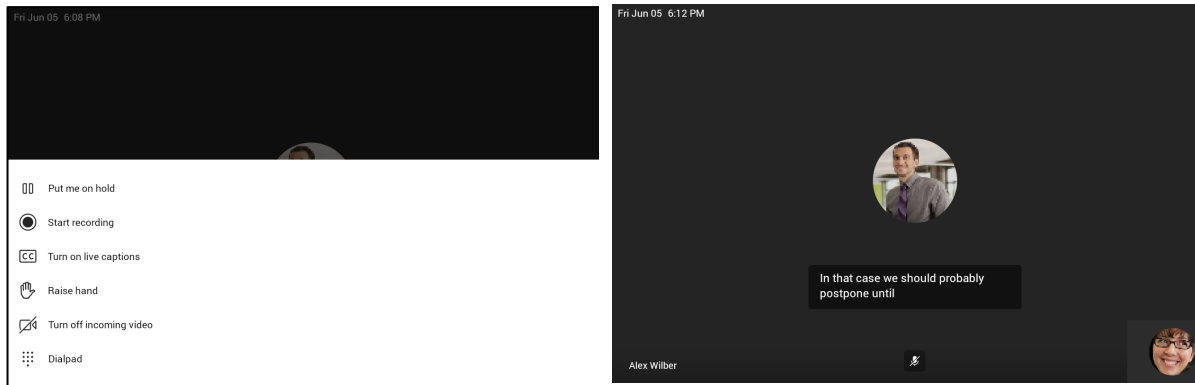 Fri Jun 05 6:08 PM
Put me on hold
Start recording
CC Turn on live captions
Raise hand
Turn off incoming video
Dialpad
Fri Jun 05 6:12 PM
In that case we should probably
postpone until
Alex Wilber